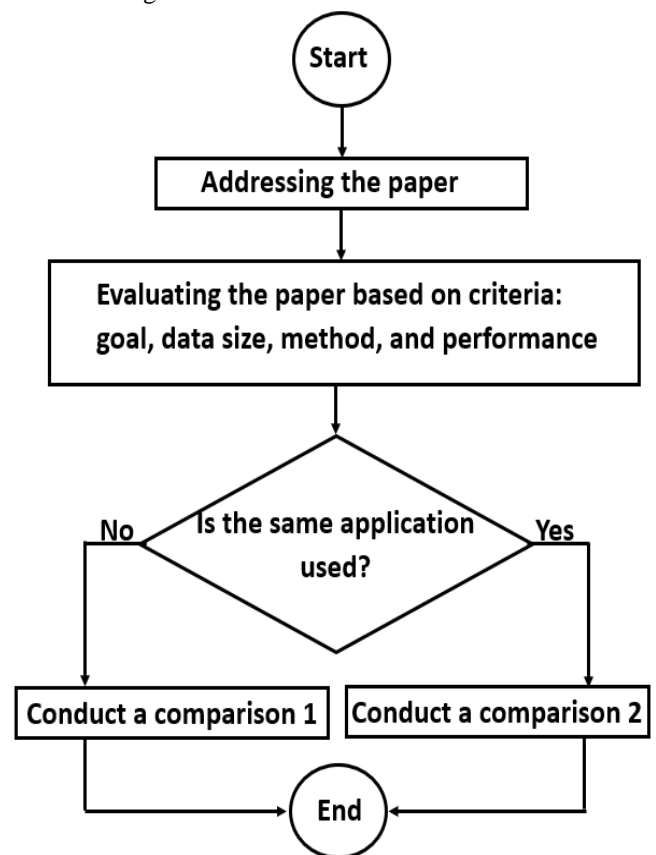 Start
Addressing the paper
Evaluating the paper based on criteria:
goal, data size, method, and performance
Is the same application
used?
No
Yes
Conduct a comparison 1
Conduct a comparison 2
End